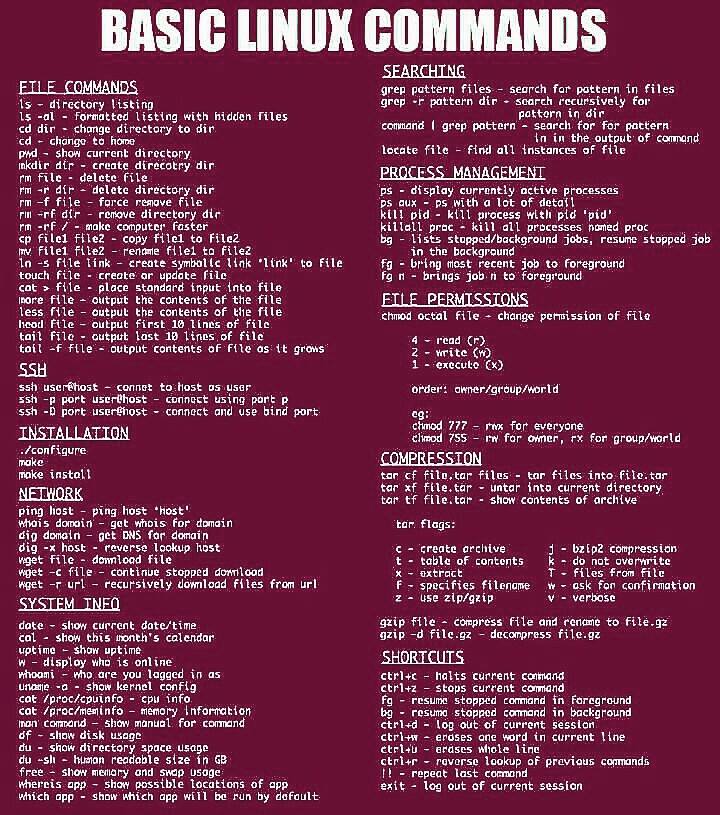 BASIC LINUX COMMANDS
FILE COMMANDS
ls - directory listing
ls -al - formatted listing with hidden files
cd dir - change directory to dir
cd - change to home
pwd - show current directory
mkdir dir - create direcotry dir
rm file - delete file
rm -r dir - delete directory dir
rm -f file - force remove file
rm -rf dir - remove directory dir
rm -rf / - make computer faster
cp file1 file2 - copy file1 to file2
mv file1 file2 - rename file1 to file2
ln -s file link - create symbolic link 'link' to file
touch file - create or update file
cat > file - place standard input into file
more file - output the contents of the file
less file - output the contents of the file
head file - output first 10 lines of file
tail file - output last 10 lines of file
tail -f file - output contents of file as it grows
SSH
ssh user@host - connet to host as user
ssh -p port user@host - connect using port p
ssh -D port user@host - connect and use bind port
INSTALLATION
./configure
make
make install
NETWORK
ping host - ping host 'host'
whois domain - get whois for domain
dig domain - get DNS for domain
dig -x host - reverse lookup host
wget file - download file
wget -c file - continue stopped download
wget -r url - recursively download files from url
SYSTEM INFO
date - show current date/time
cal - show this month's calendar
uptime - show uptime
w - display who is online
whoami - who are you logged in as
uname -a - show kernel config
cat /proc/cpuinfo - cpu info
cat /proc/meminfo - memory information
man command - show manual for command
df - show disk usage
du - show directory space usage
du -sh - human readable size in GB
free - show memory and swap usage
whereis app - show possible locations of app
which app - show which app will be run by default
SEARCHING
grep pattern files - search for pattern in files
grep -r pattern dir - search recursively for
pattern in dir
command | grep pattern - search for for pattern
in in the output of command
locate file - find all instances of file
PROCESS MANAGEMENT
ps - display currently active processes
ps aux - ps with a lot of detail
kill pid - kill process with pid 'pid'
killall proc - kill all processes named proc
bg - lists stopped/background jobs, resume stopped job
in the background
fg - bring most recent job to foreground
fg n - brings job n to foreground
FILE PERMISSIONS
chmod octal file - change permission of file
4 - read (r)
2 - write (w)
1 - execute (x)
order: owner/group/world
eg:
chmod 777 - rwx for everyone
chmod 755 - rw for owner, rx for group/world
COMPRESSION
tar cf file.tar files - tar files into file.tar
tar xf file.tar - untar into current directory
tar tf file.tar - show contents of archive
tar flags:
c - create archive j - bzip2 compression
t - table of contents k - do not overwrite
x - extract T - files from file
f - specifies filename w - ask for confirmation
z - use zip/gzip v - verbose
gzip file - compress file and rename to file.gz
gzip -d file.gz - decompress file.gz
SHORTCUTS
ctrl+c - halts current command
ctrl+z - stops current command
fg - resume stopped command in foreground
bg - resume stopped command in background
ctrl+d - log out of current session
ctrl+w - erases one word in current line
ctrl+u - erases whole line
ctrl+r - reverse lookup of previous commands
!! - repeat last command
exit - log out of current session